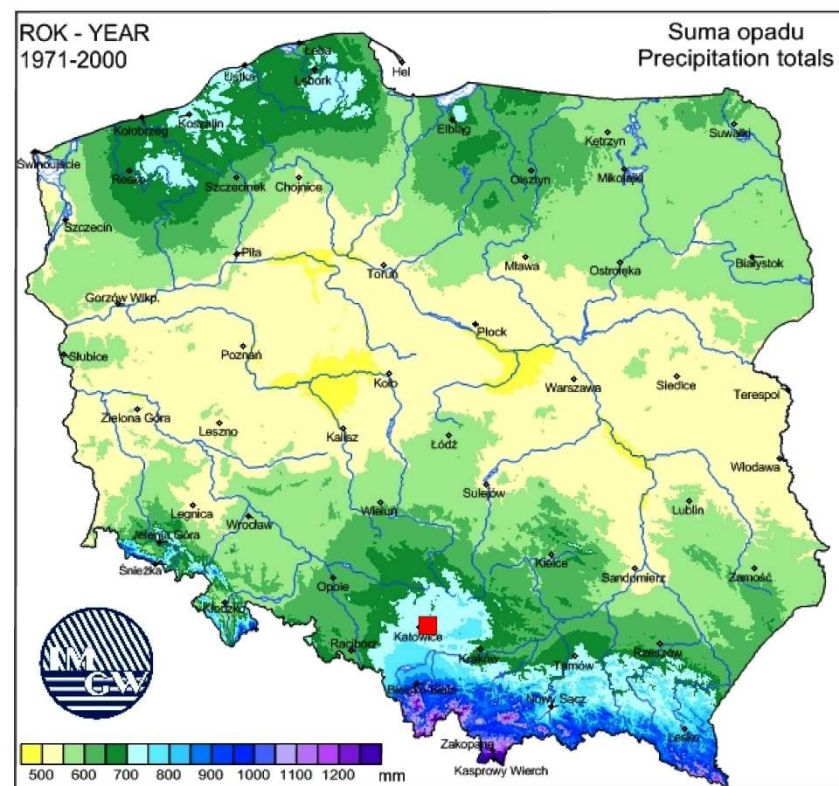 ROK - YEAR
1971-2000
Suma opadu
Precipitation totals
Łeba
Ustka
Lębork
Hel
Kołobrzeg
Koszalin
Elbląg
Kętrzyn
Suwałki
Świnoujście
Resko
Szczecinek
Chojnice
Olsztyn
Mikołajki
Szczecin
Piła
Toruń
Mława
Ostrołęka
Białystok
Gorzów Wlkp.
Płock
Słubice
Poznań
Koło
Warszawa
Siedlce
Terespol
Zielona Góra
Leszno
Kalisz
Łódź
Włodawa
Sulejów
Legnica
Wrocław
Wieluń
Lublin
Jelenia Góra
Śnieżka
Opole
Kielce
Sandomierz
Zamość
Kłodzko
Katowice
Racibórz
Kraków
Tarnów
Rzeszów
Bielsko-Biała
Nowy Sącz
Lesko
Zakopane
Kasprowy Wierch
IM
GW
500 600 700 800 900 1000 1100 1200 mm